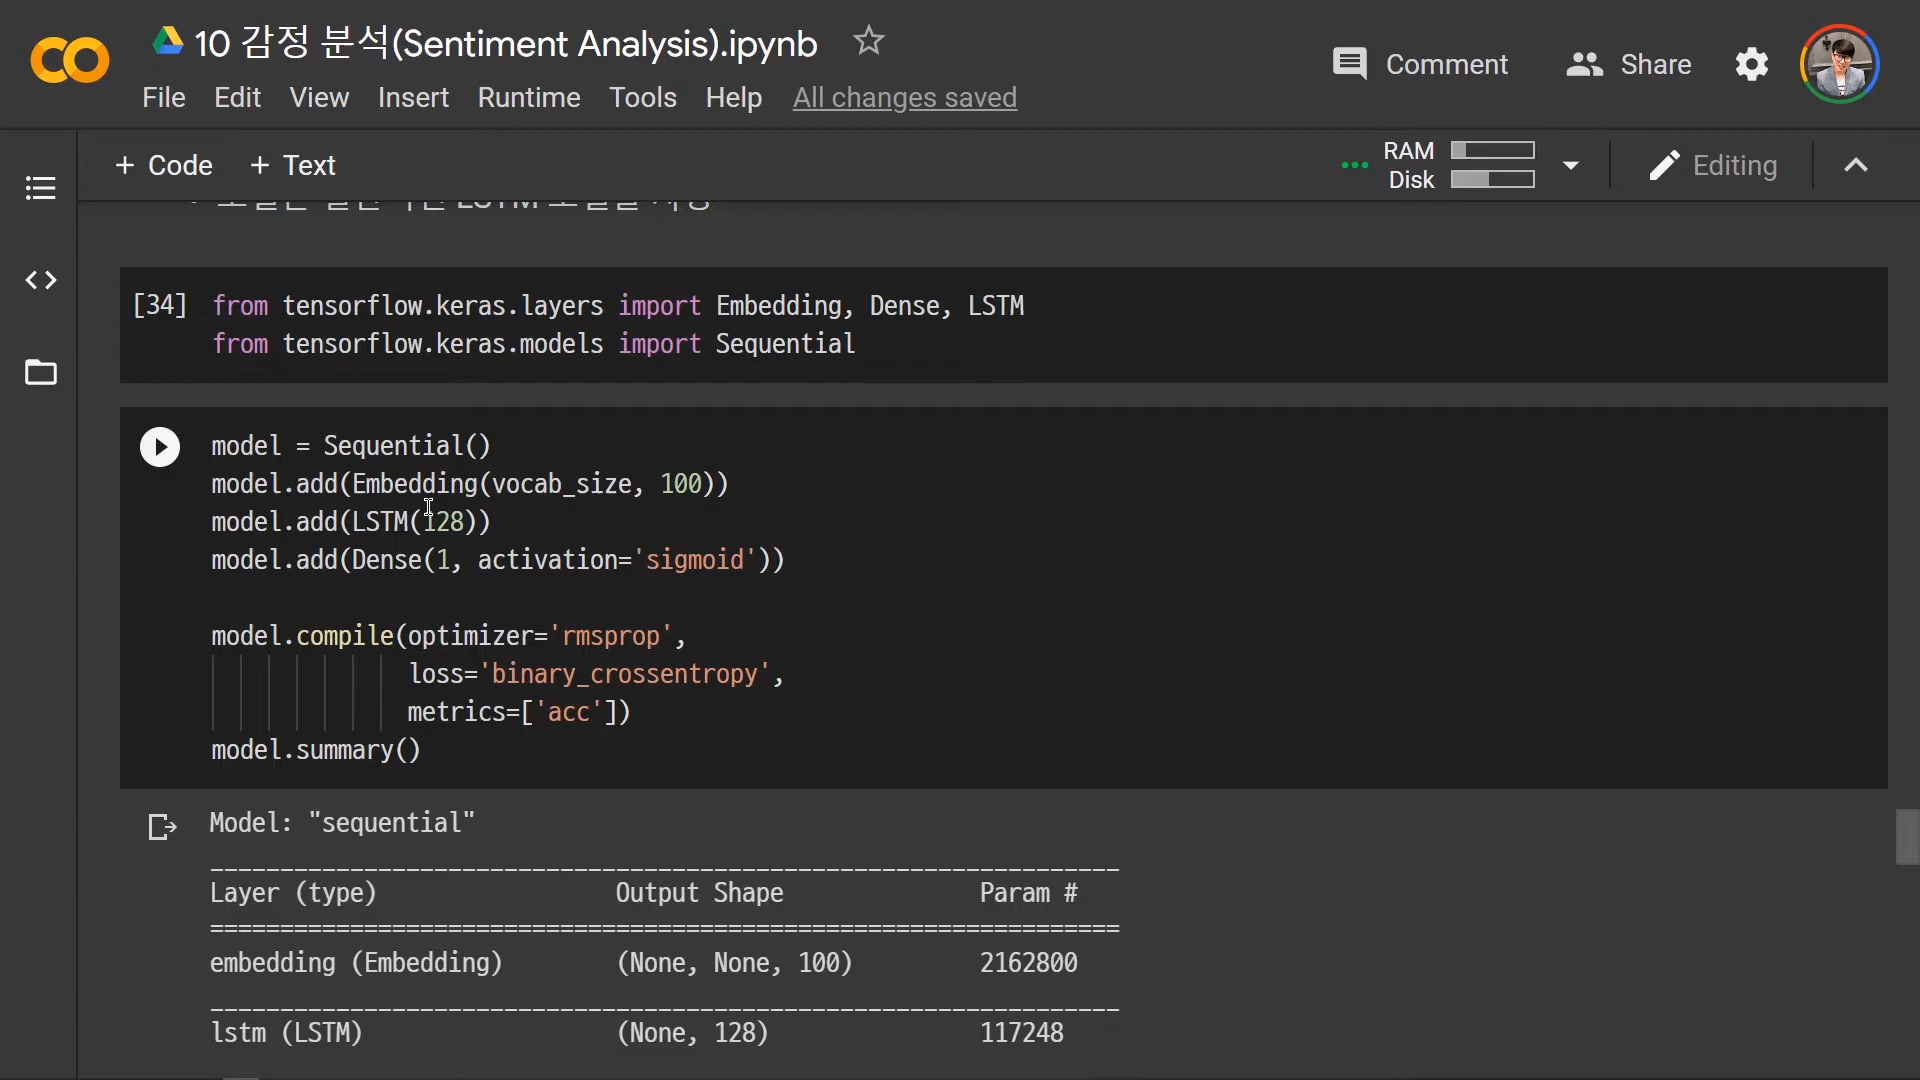 10 감정 분석(Sentiment Analysis).ipynb
Comment
Share
File Edit View Insert Runtime Tools Help All changes saved
+ Code + Text
RAM
Disk
Editing
LSTM
[34] from tensorflow.keras.layers import Embedding, Dense, LSTM
from tensorflow.keras.models import Sequential
model = Sequential()
model.add(Embedding(vocab_size, 100))
model.add(LSTM(128))
model.add(Dense(1, activation='sigmoid'))
model.compile(optimizer='rmsprop',
loss='binary_crossentropy',
metrics=['acc'])
model.summary()
Model: "sequential"
_________________________________________________________________
Layer (type) Output Shape Param #
=================================================================
embedding (Embedding) (None, None, 100) 2162800
_________________________________________________________________
lstm (LSTM) (None, 128) 117248